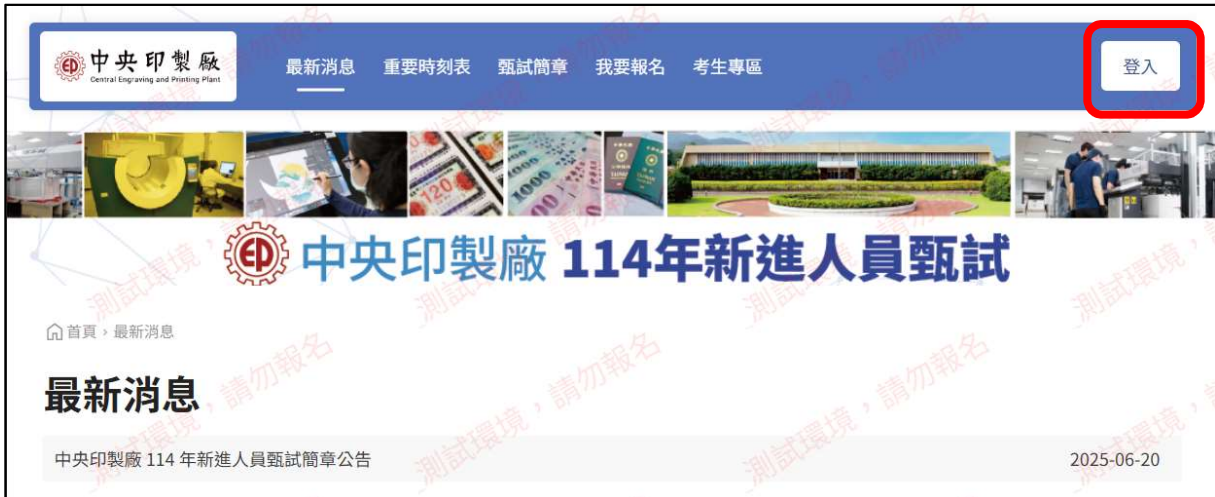 中央印製廠
Central Engraving and Printing Plant
最新消息 重要時刻表 甄試簡章 我要報名 考生專區 登入
中央印製廠 114年新進人員甄試
首頁 › 最新消息
最新消息
中央印製廠 114 年新進人員甄試簡章公告 2025-06-20
測試環境，請勿報名